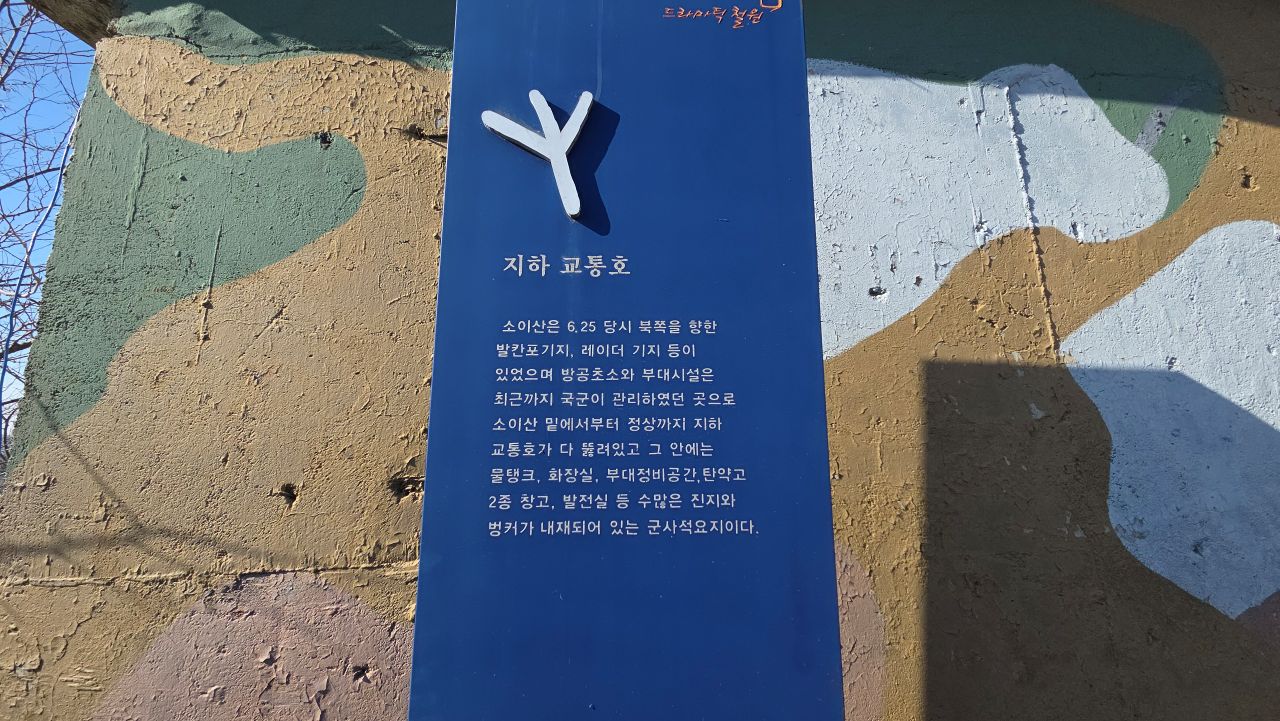 드라마틱 철원
지하 교통호
소이산은 6.25 당시 북쪽을 향한
발칸포기지, 레이더 기지 등이
있었으며 방공초소와 부대시설은
최근까지 국군이 관리하였던 곳으로
소이산 밑에서부터 정상까지 지하
교통호가 다 뚫려있고 그 안에는
물탱크, 화장실, 부대정비공간,탄약고
2종 창고, 발전실 등 수많은 진지와
벙커가 내재되어 있는 군사적요지이다.